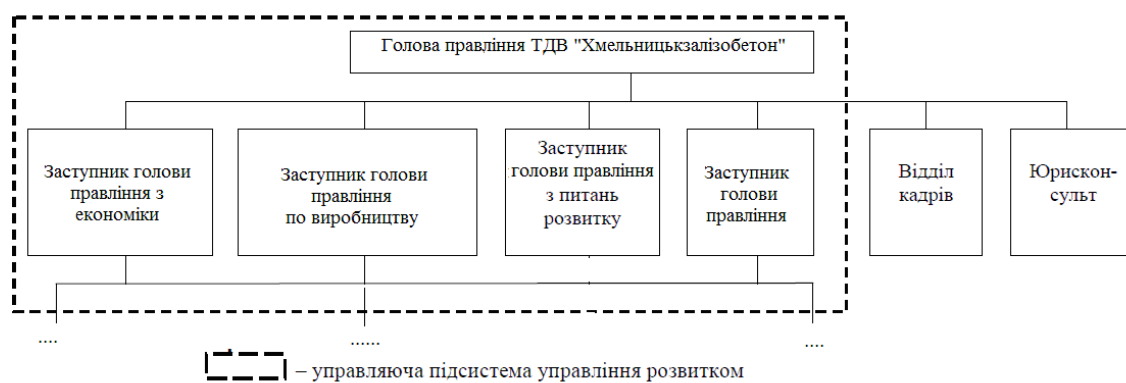 Голова правління ТДВ "Хмельницькзалізобетон"
Заступник голови
правління з
економіки
Заступник голови
правління
по виробництву
Заступник
голови правління
з питань
розвитку
Заступник
голови
правління
Відділ
кадрів
Юрискон-
сульт
....
......
....
– управляюча підсистема управління розвитком